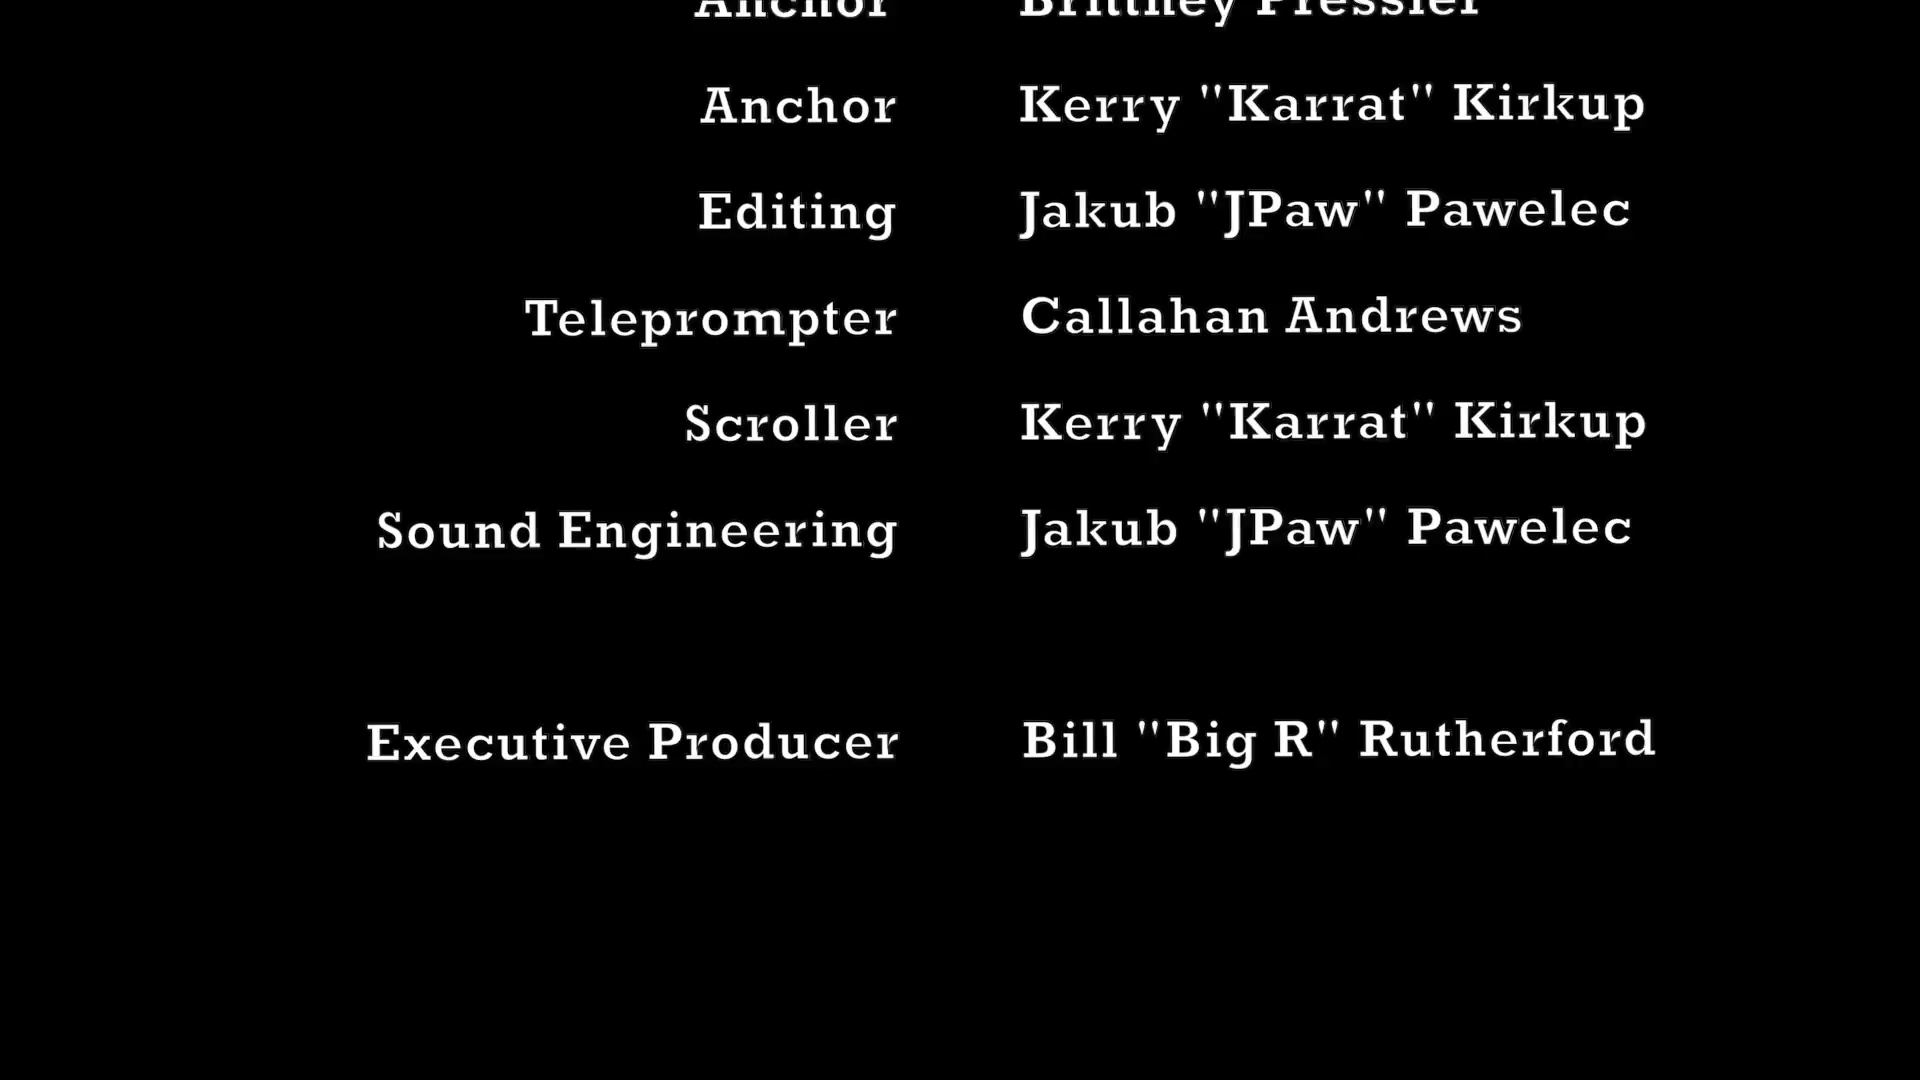 Anchor Brittney Pressler
Anchor Kerry "Karrat" Kirkup
Editing Jakub "JPaw" Pawelec
Teleprompter Callahan Andrews
Scroller Kerry "Karrat" Kirkup
Sound Engineering Jakub "JPaw" Pawelec
Executive Producer Bill "Big R" Rutherford